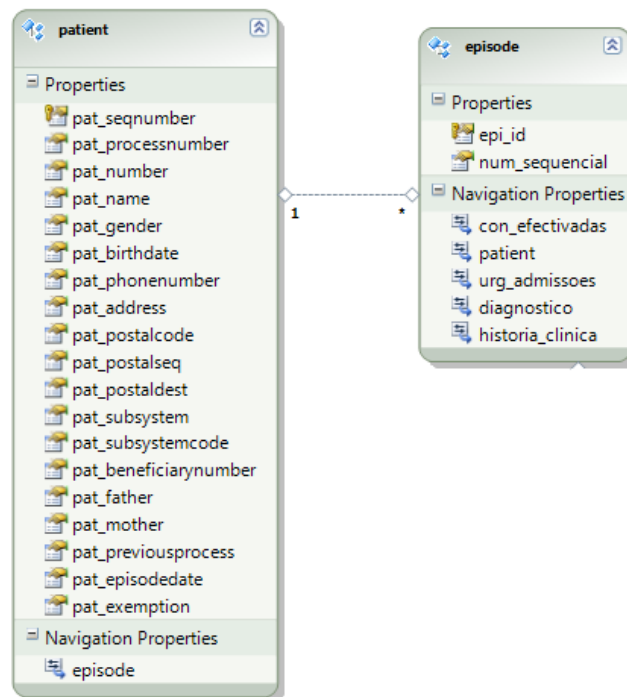 patient
Properties
pat_seqnumber
pat_processnumber
pat_number
pat_name
pat_gender
pat_birthdate
pat_phonenumber
pat_address
pat_postalcode
pat_postalseq
pat_postaldest
pat_subsystem
pat_subsystemcode
pat_beneficiarynumber
pat_father
pat_mother
pat_previousprocess
pat_episodedate
pat_exemption
Navigation Properties
episode
1
*
episode
Properties
epi_id
num_sequencial
Navigation Properties
con_efectivadas
patient
urg_admissoes
diagnostico
historia_clinica